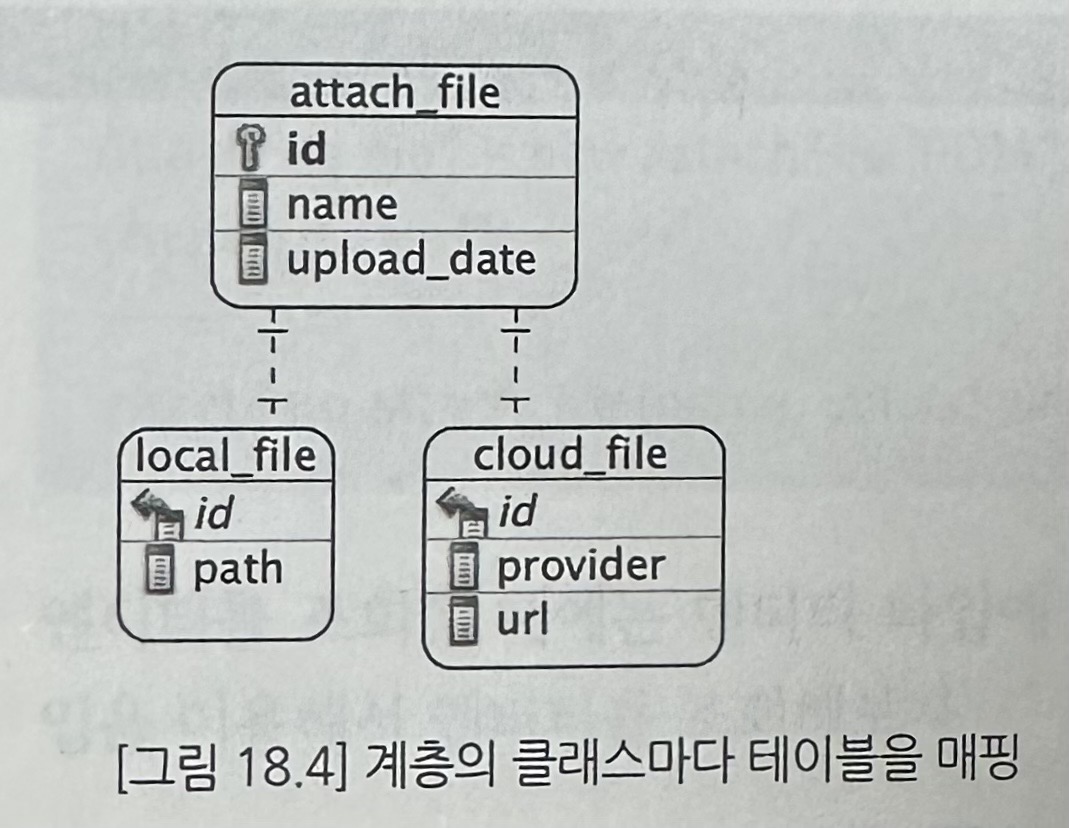 attach_file
id
name
upload_date
local_file
id
path
cloud_file
id
provider
url
[그림 18.4] 계층의 클래스마다 테이블을 매핑